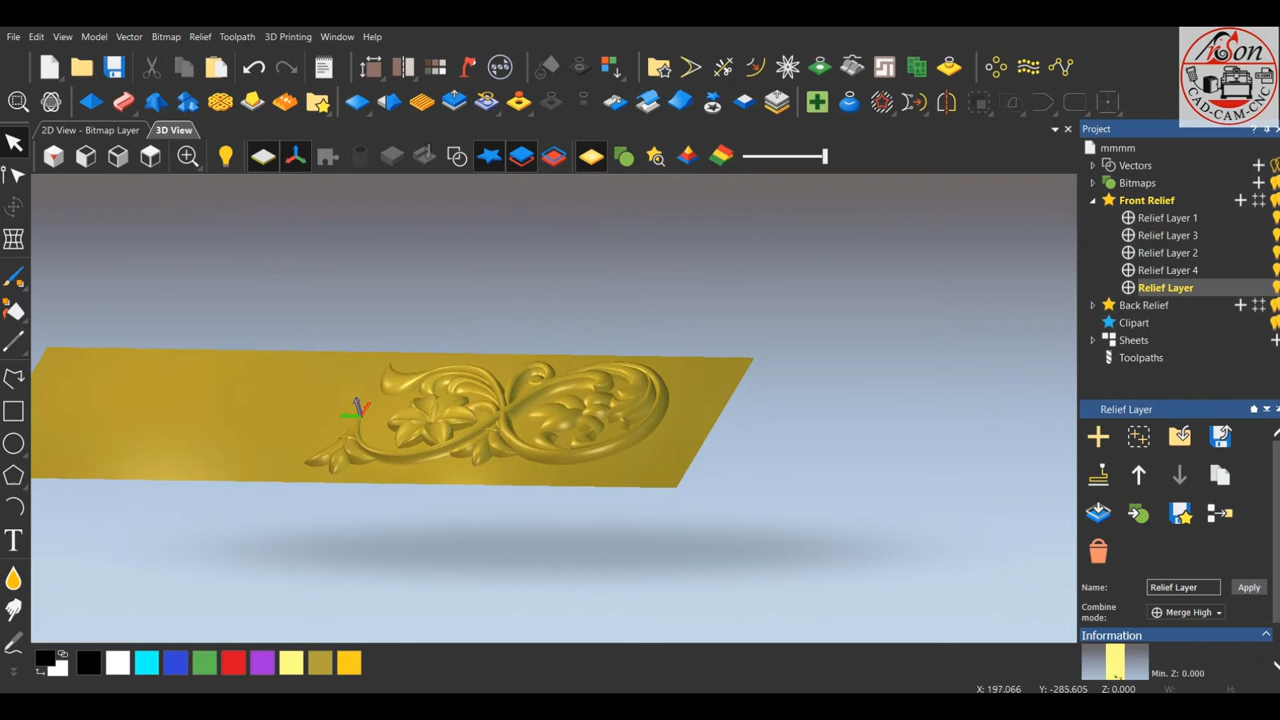 File Edit View Model Vector Bitmap Relief Toolpath 3D Printing Window Help
Arson
CAD-CAM-CNC
2D View - Bitmap Layer 3D View
Project
mmmm
Vectors
Bitmaps
Front Relief
Relief Layer 1
Relief Layer 3
Relief Layer 2
Relief Layer 4
Relief Layer
Back Relief
Clipart
Sheets
Toolpaths
Relief Layer
Name: Relief Layer Apply
Combine
mode: Merge High
Information
Min. Z: 0.000
X: 197.066 Y: -285.605 Z: 0.000 W: H: